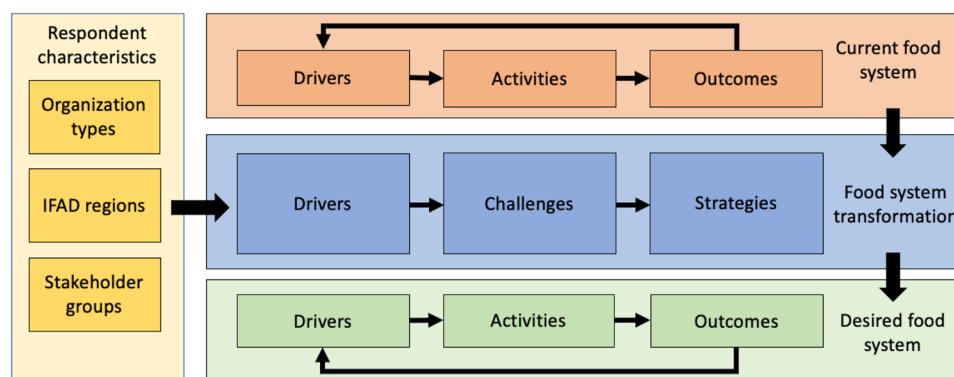 Respondent
characteristics
Organization
types
IFAD regions
Stakeholder
groups
Drivers
Activities
Outcomes
Current food
system
Drivers
Challenges
Strategies
Food system
transformation
Drivers
Activities
Outcomes
Desired food
system